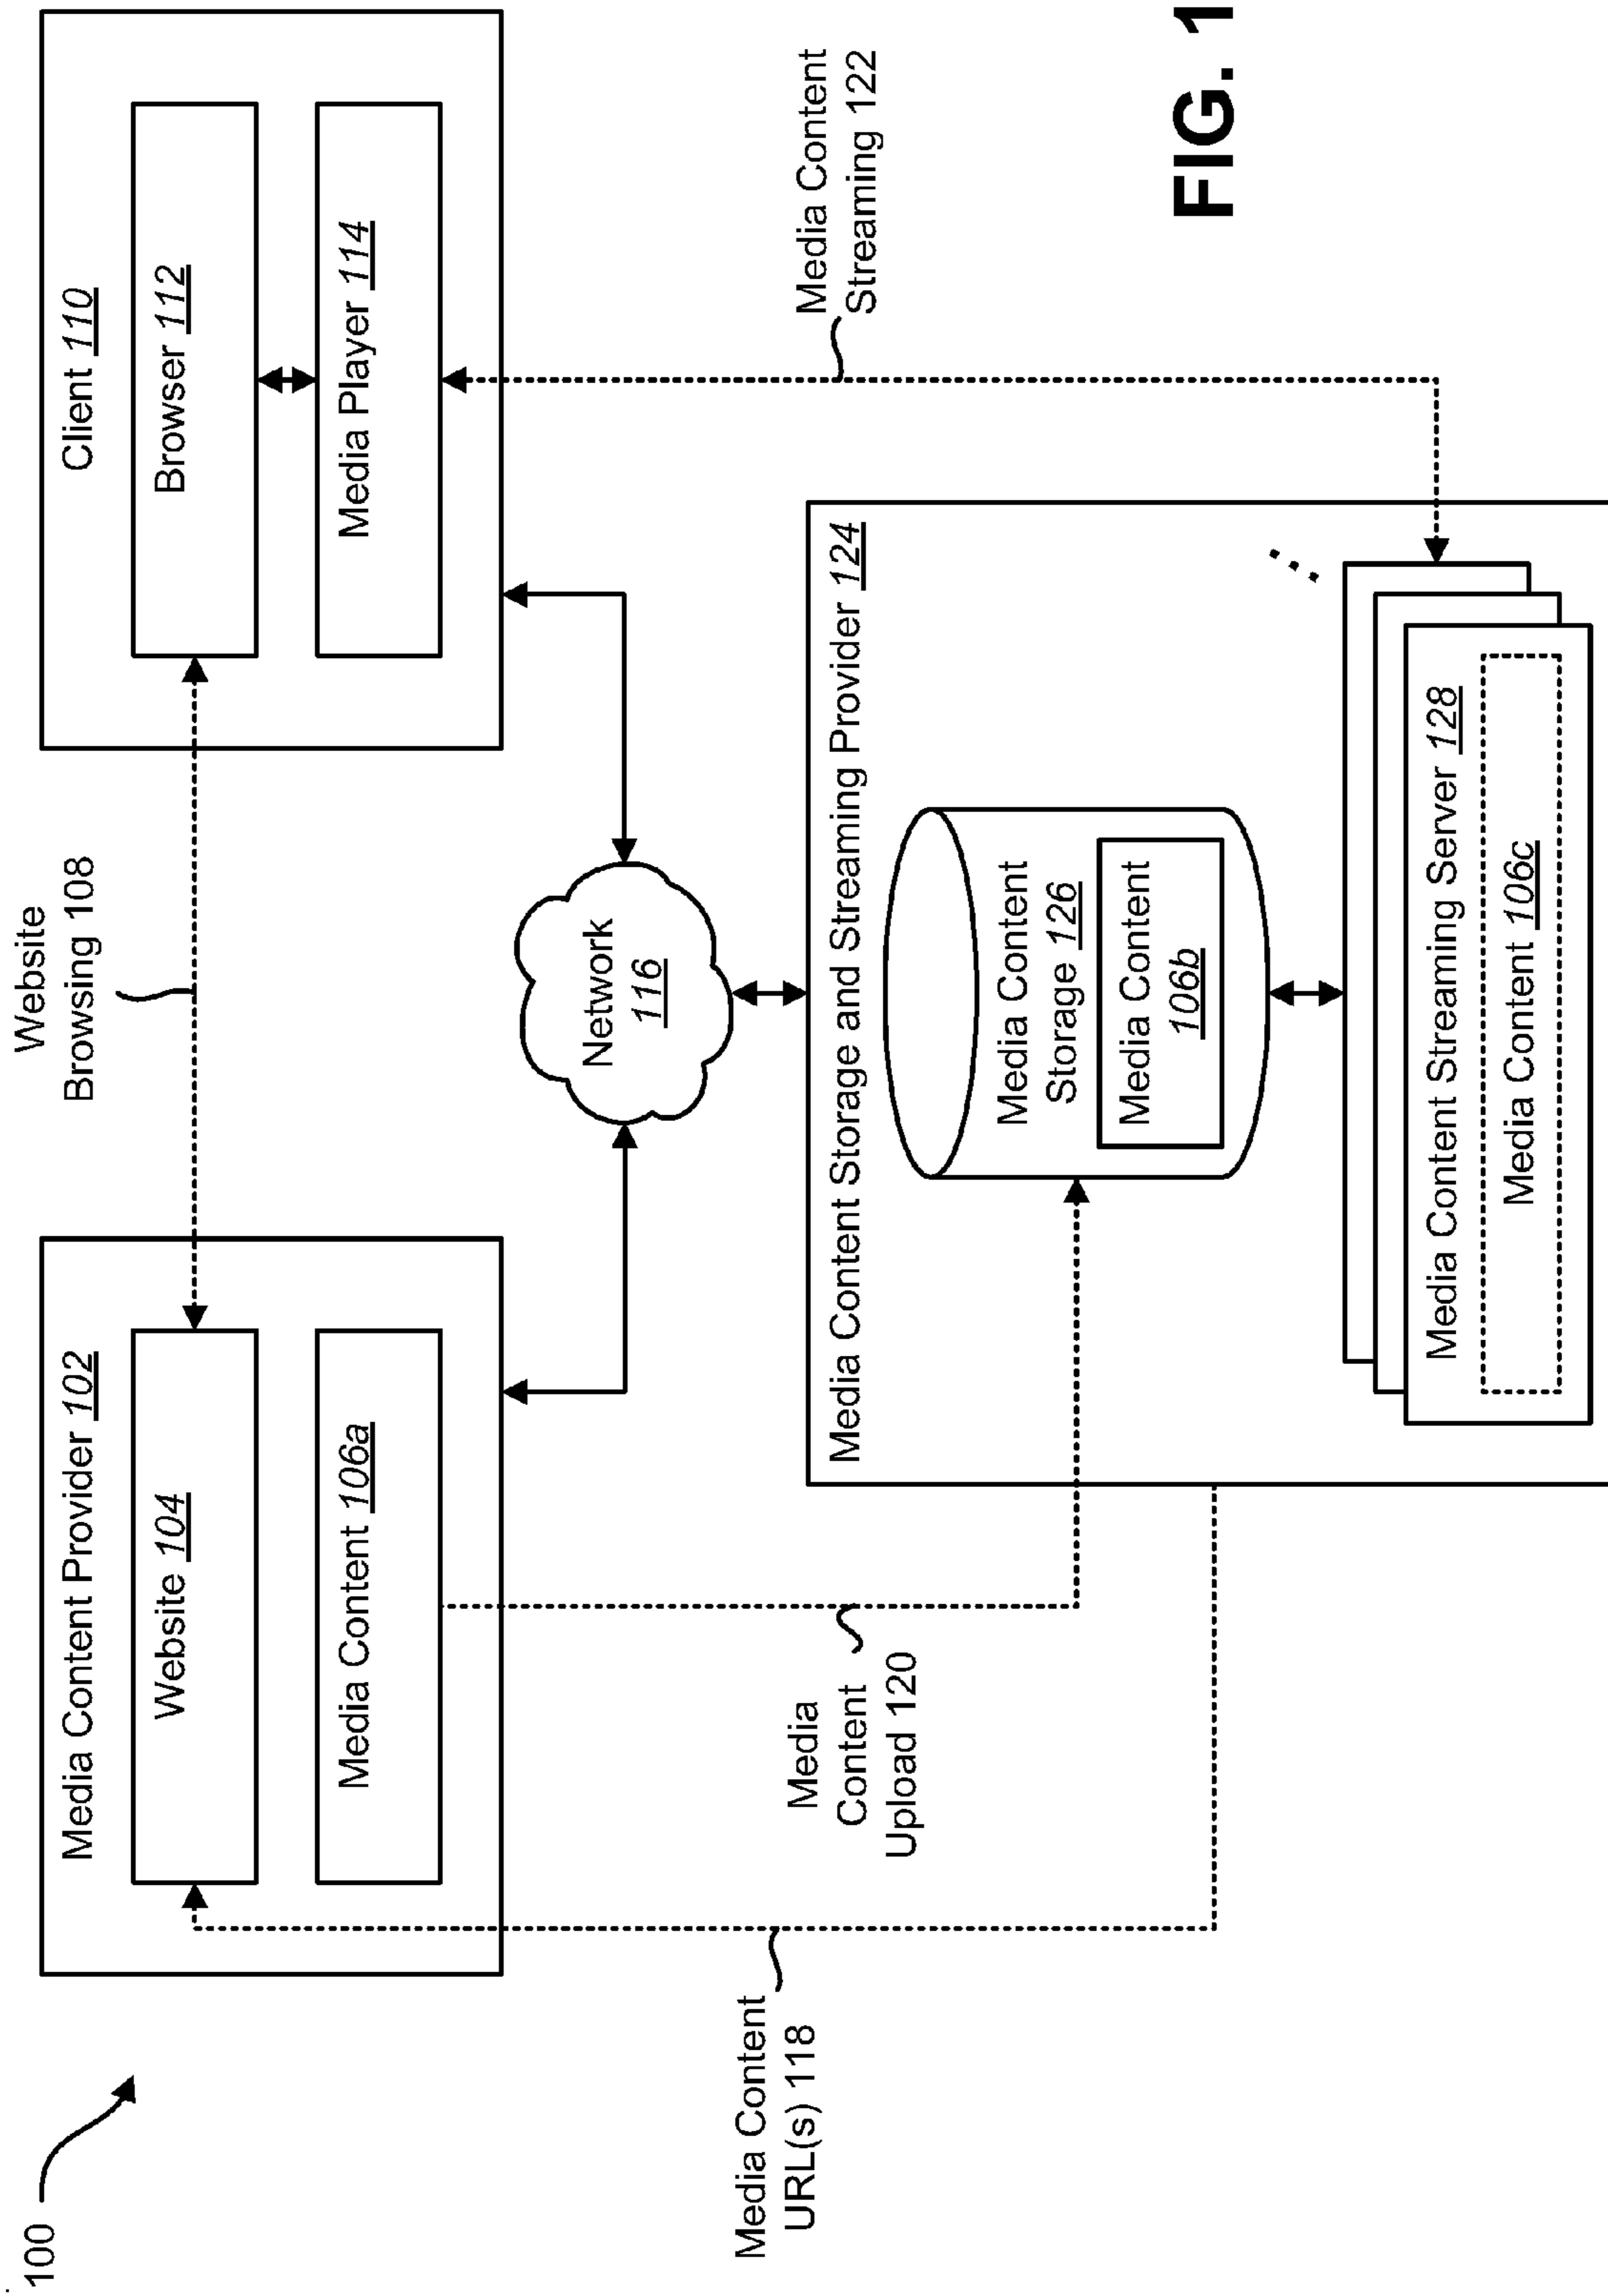 100
Media Content Provider 102
Website 104
Media Content 106a
Website
Browsing 108
Client 110
Browser 112
Media Player 114
Network
116
Media Content
URL(s) 118
Media
Content
Upload 120
Media Content
Streaming 122
Media Content Storage and Streaming Provider 124
Media Content
Storage 126
Media Content
106b
Media Content Streaming Server 128
Media Content 106c
FIG. 1